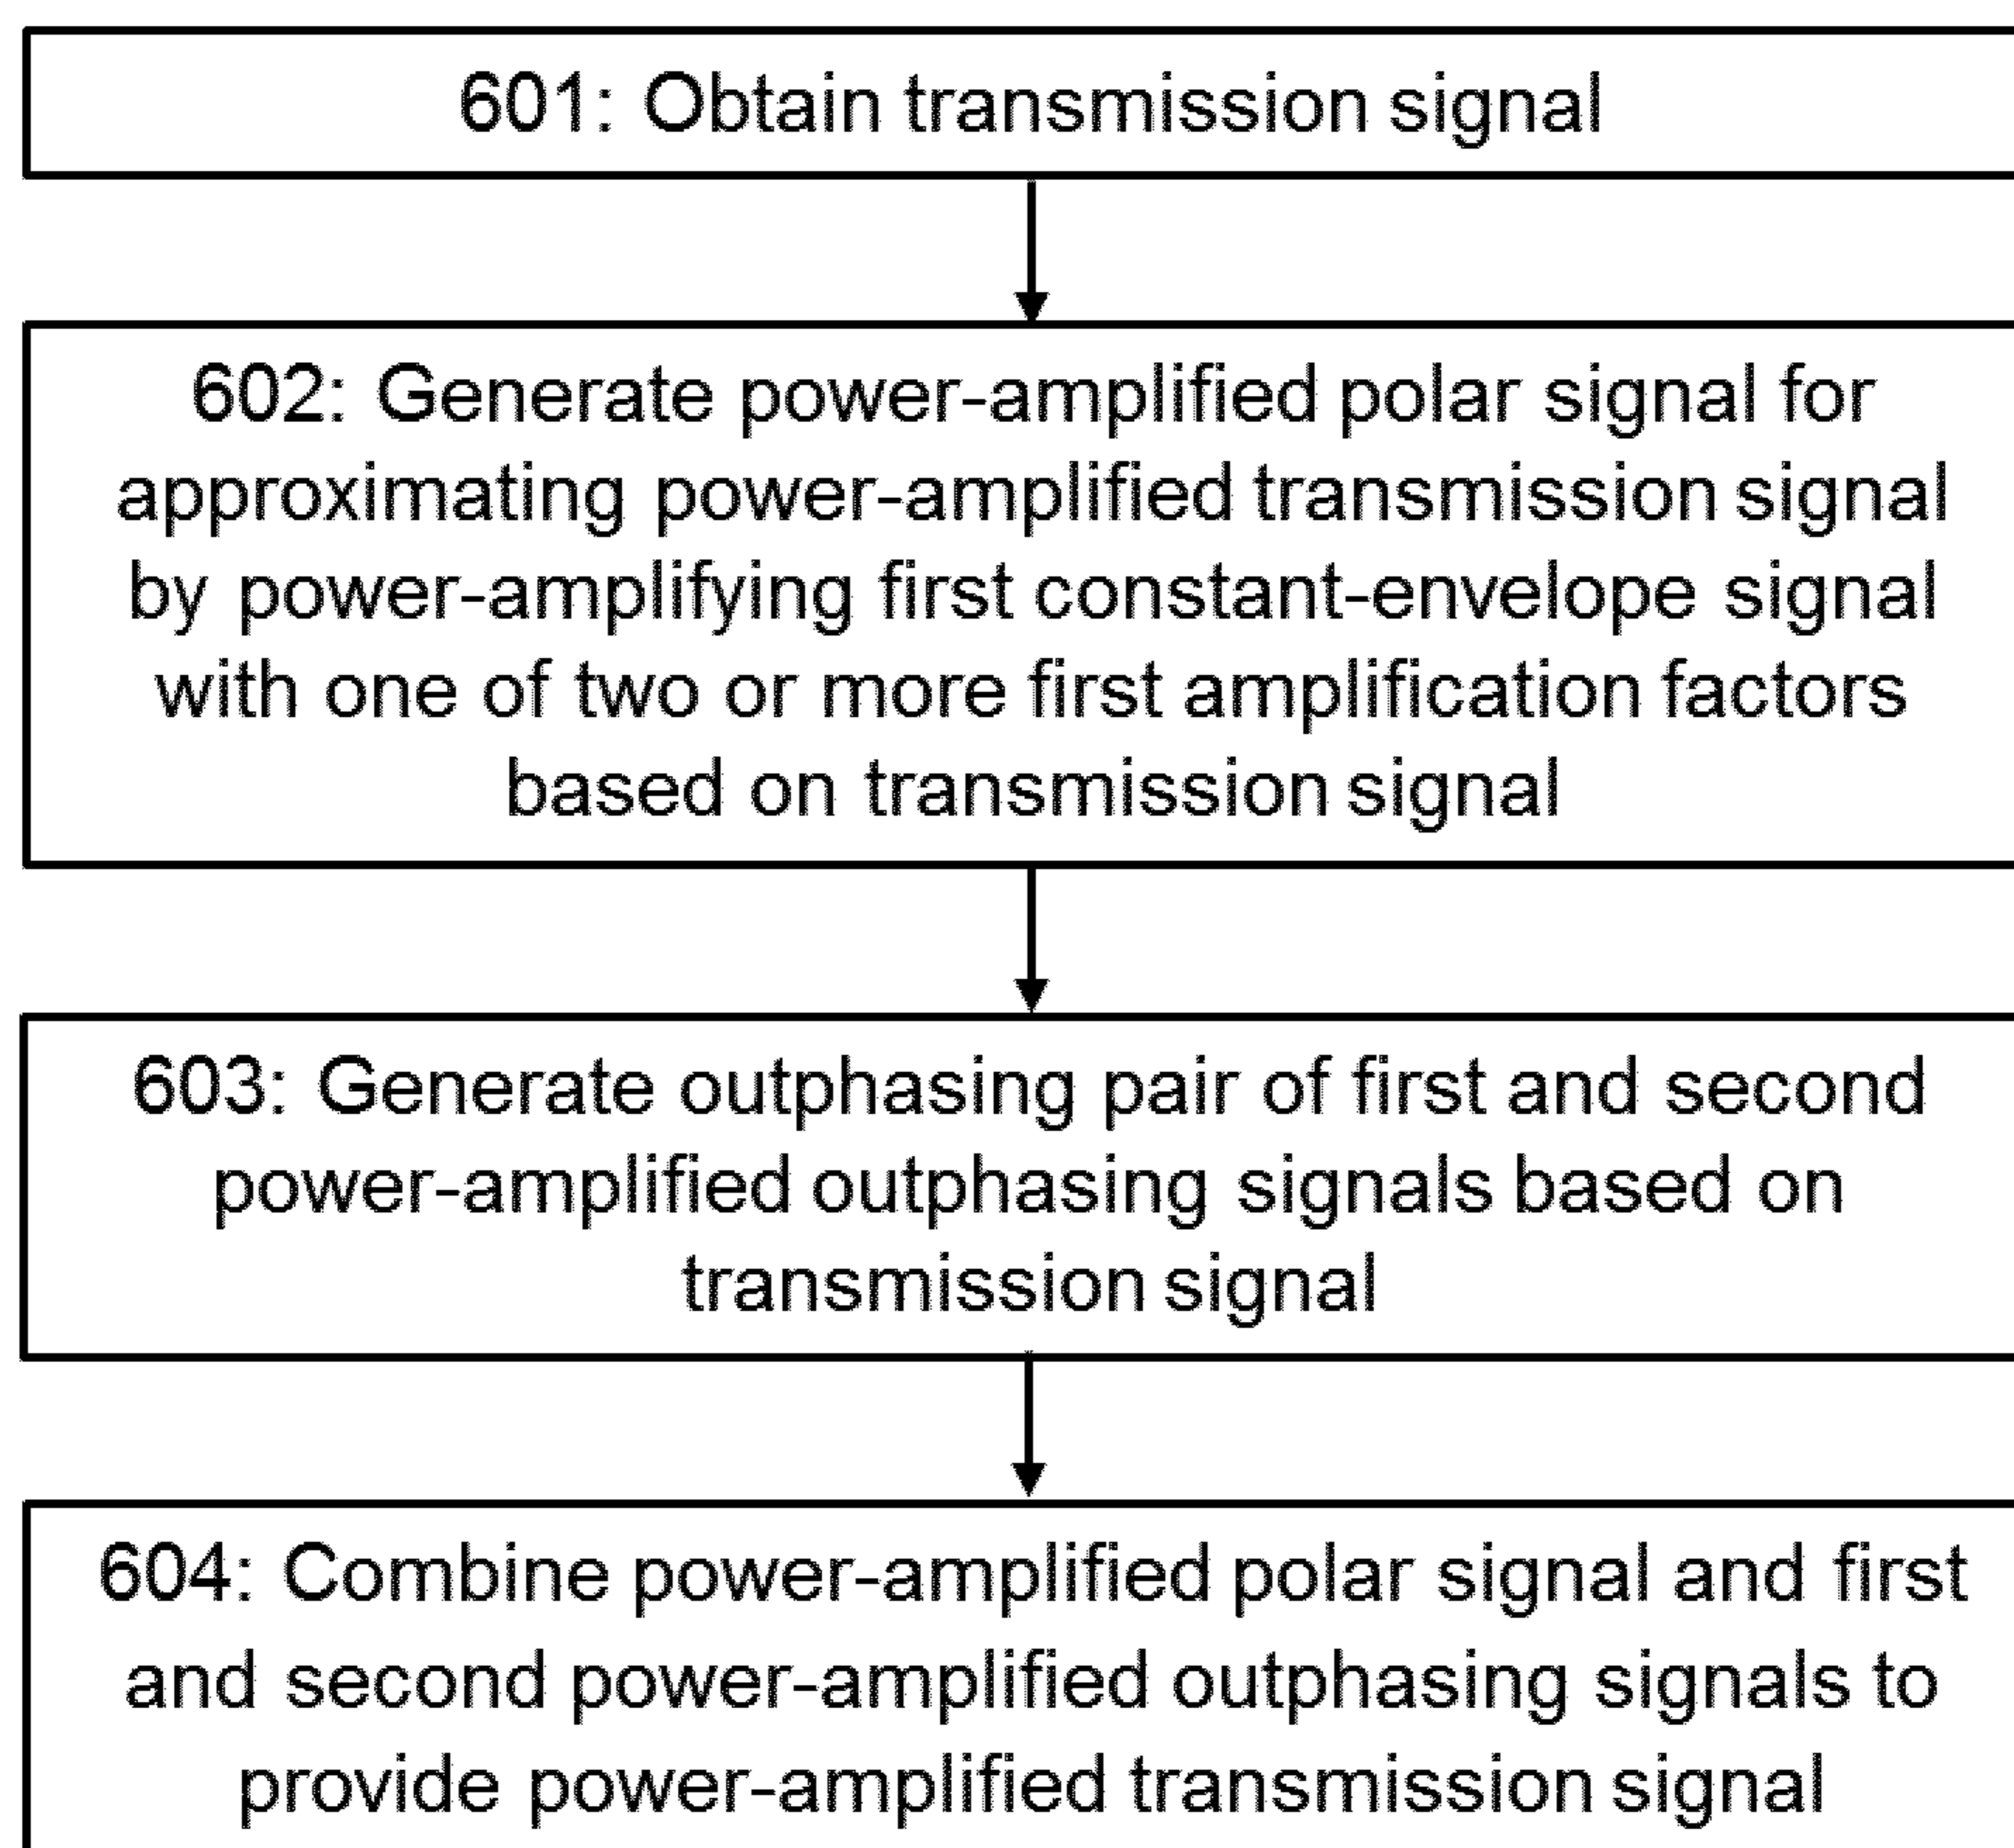 601: Obtain transmission signal
602: Generate power-amplified polar signal for
approximating power-amplified transmission signal
by power-amplifying first constant-envelope signal
with one of two or more first amplification factors
based on transmission signal
603: Generate outphasing pair of first and second
power-amplified outphasing signals based on
transmission signal
604: Combine power-amplified polar signal and first
and second power-amplified outphasing signals to
provide power-amplified transmission signal